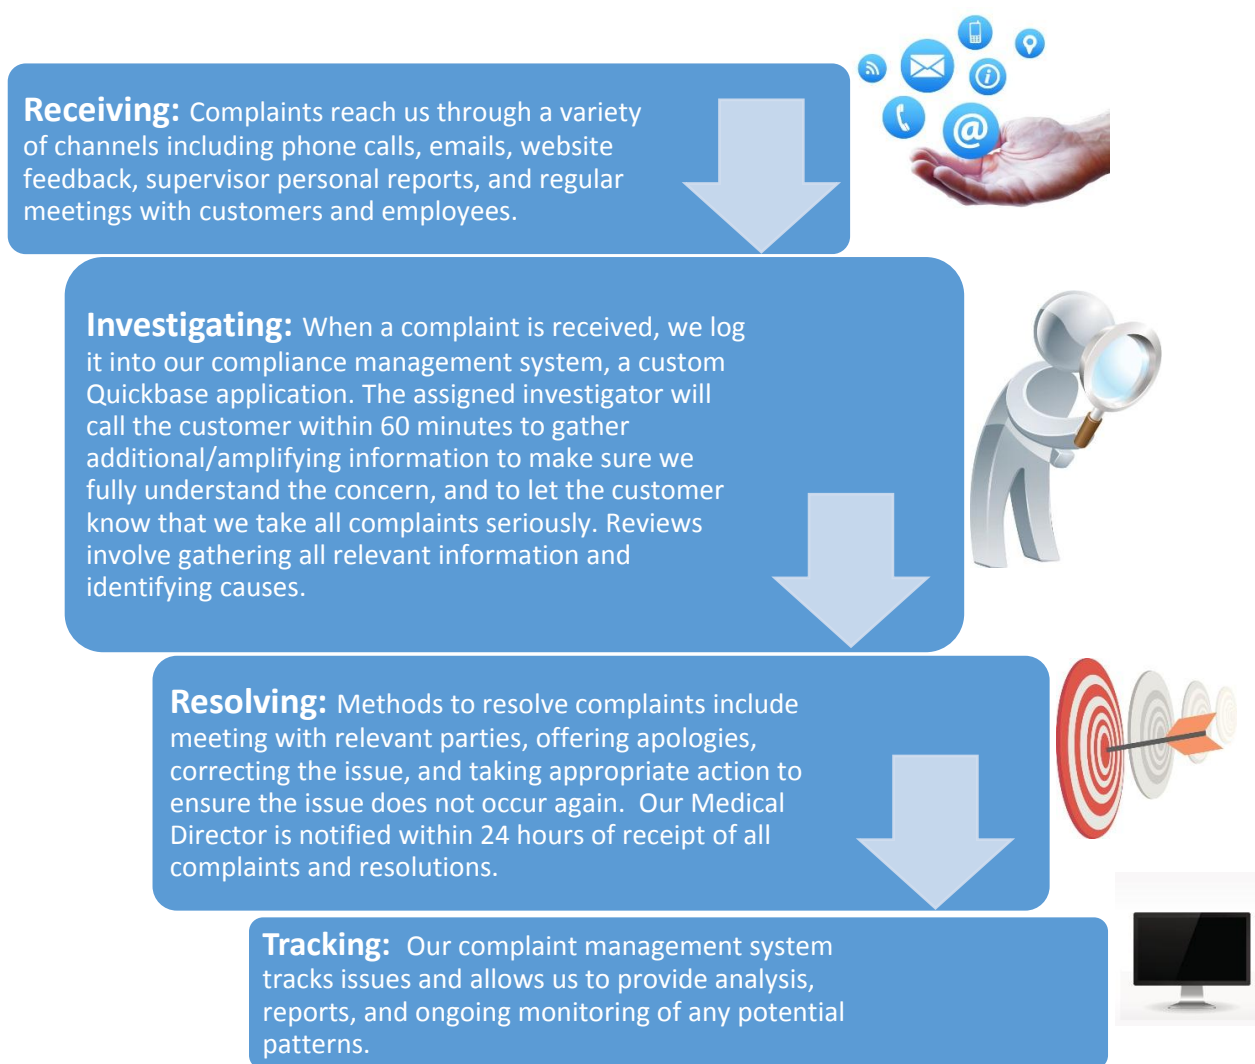 Receiving: Complaints reach us through a variety
of channels including phone calls, emails, website
feedback, supervisor personal reports, and regular
meetings with customers and employees.
Investigating: When a complaint is received, we log
it into our compliance management system, a custom
Quickbase application. The assigned investigator will
call the customer within 60 minutes to gather
additional/amplifying information to make sure we
fully understand the concern, and to let the customer
know that we take all complaints seriously. Reviews
involve gathering all relevant information and
identifying causes.
Resolving: Methods to resolve complaints include
meeting with relevant parties, offering apologies,
correcting the issue, and taking appropriate action to
ensure the issue does not occur again. Our Medical
Director is notified within 24 hours of receipt of all
complaints and resolutions.
Tracking: Our complaint management system
tracks issues and allows us to provide analysis,
reports, and ongoing monitoring of any potential
patterns.